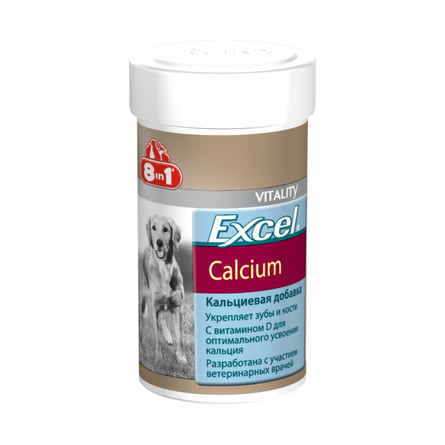 8in1®
VITALITY
Excel®
Calcium
Кальциевая добавка
Укрепляет зубы и кости
С витамином D для
оптимального усвоения
кальция
Разработана с участием
ветеринарных врачей